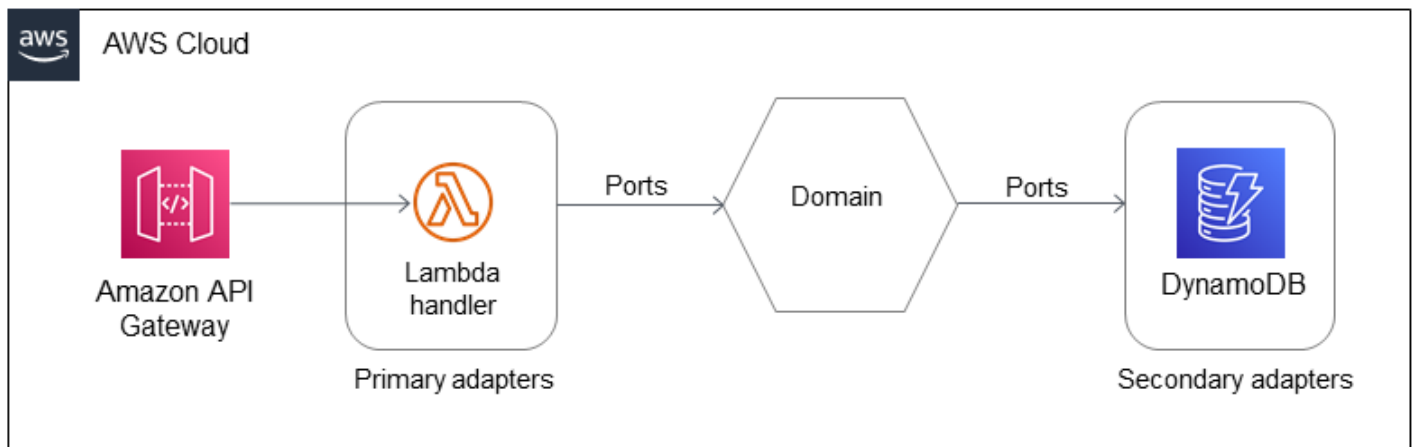 aws
AWS Cloud
Amazon API
Gateway
</>
Lambda
handler
Primary adapters
Ports
Domain
Ports
DynamoDB
Secondary adapters